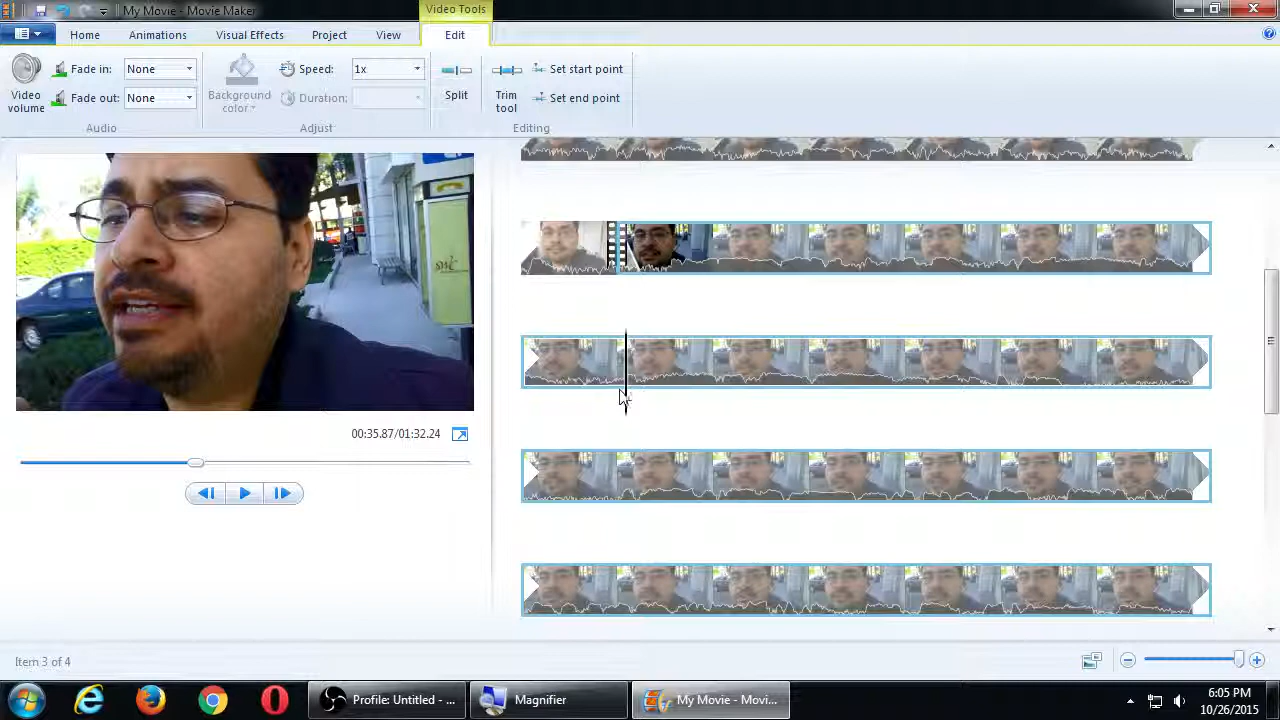 My Movie - Movie Maker
Video Tools
Home
Animations
Visual Effects
Project
View
Edit
Video volume
Fade in: None
Fade out: None
Audio
Background color
Speed: 1x
Duration:
Adjust
Split
Trim tool
Set start point
Set end point
Editing
00:35.87/01:32.24
Item 3 of 4
Profile: Untitled - ...
Magnifier
My Movie - Movi...
6:05 PM
10/26/2015